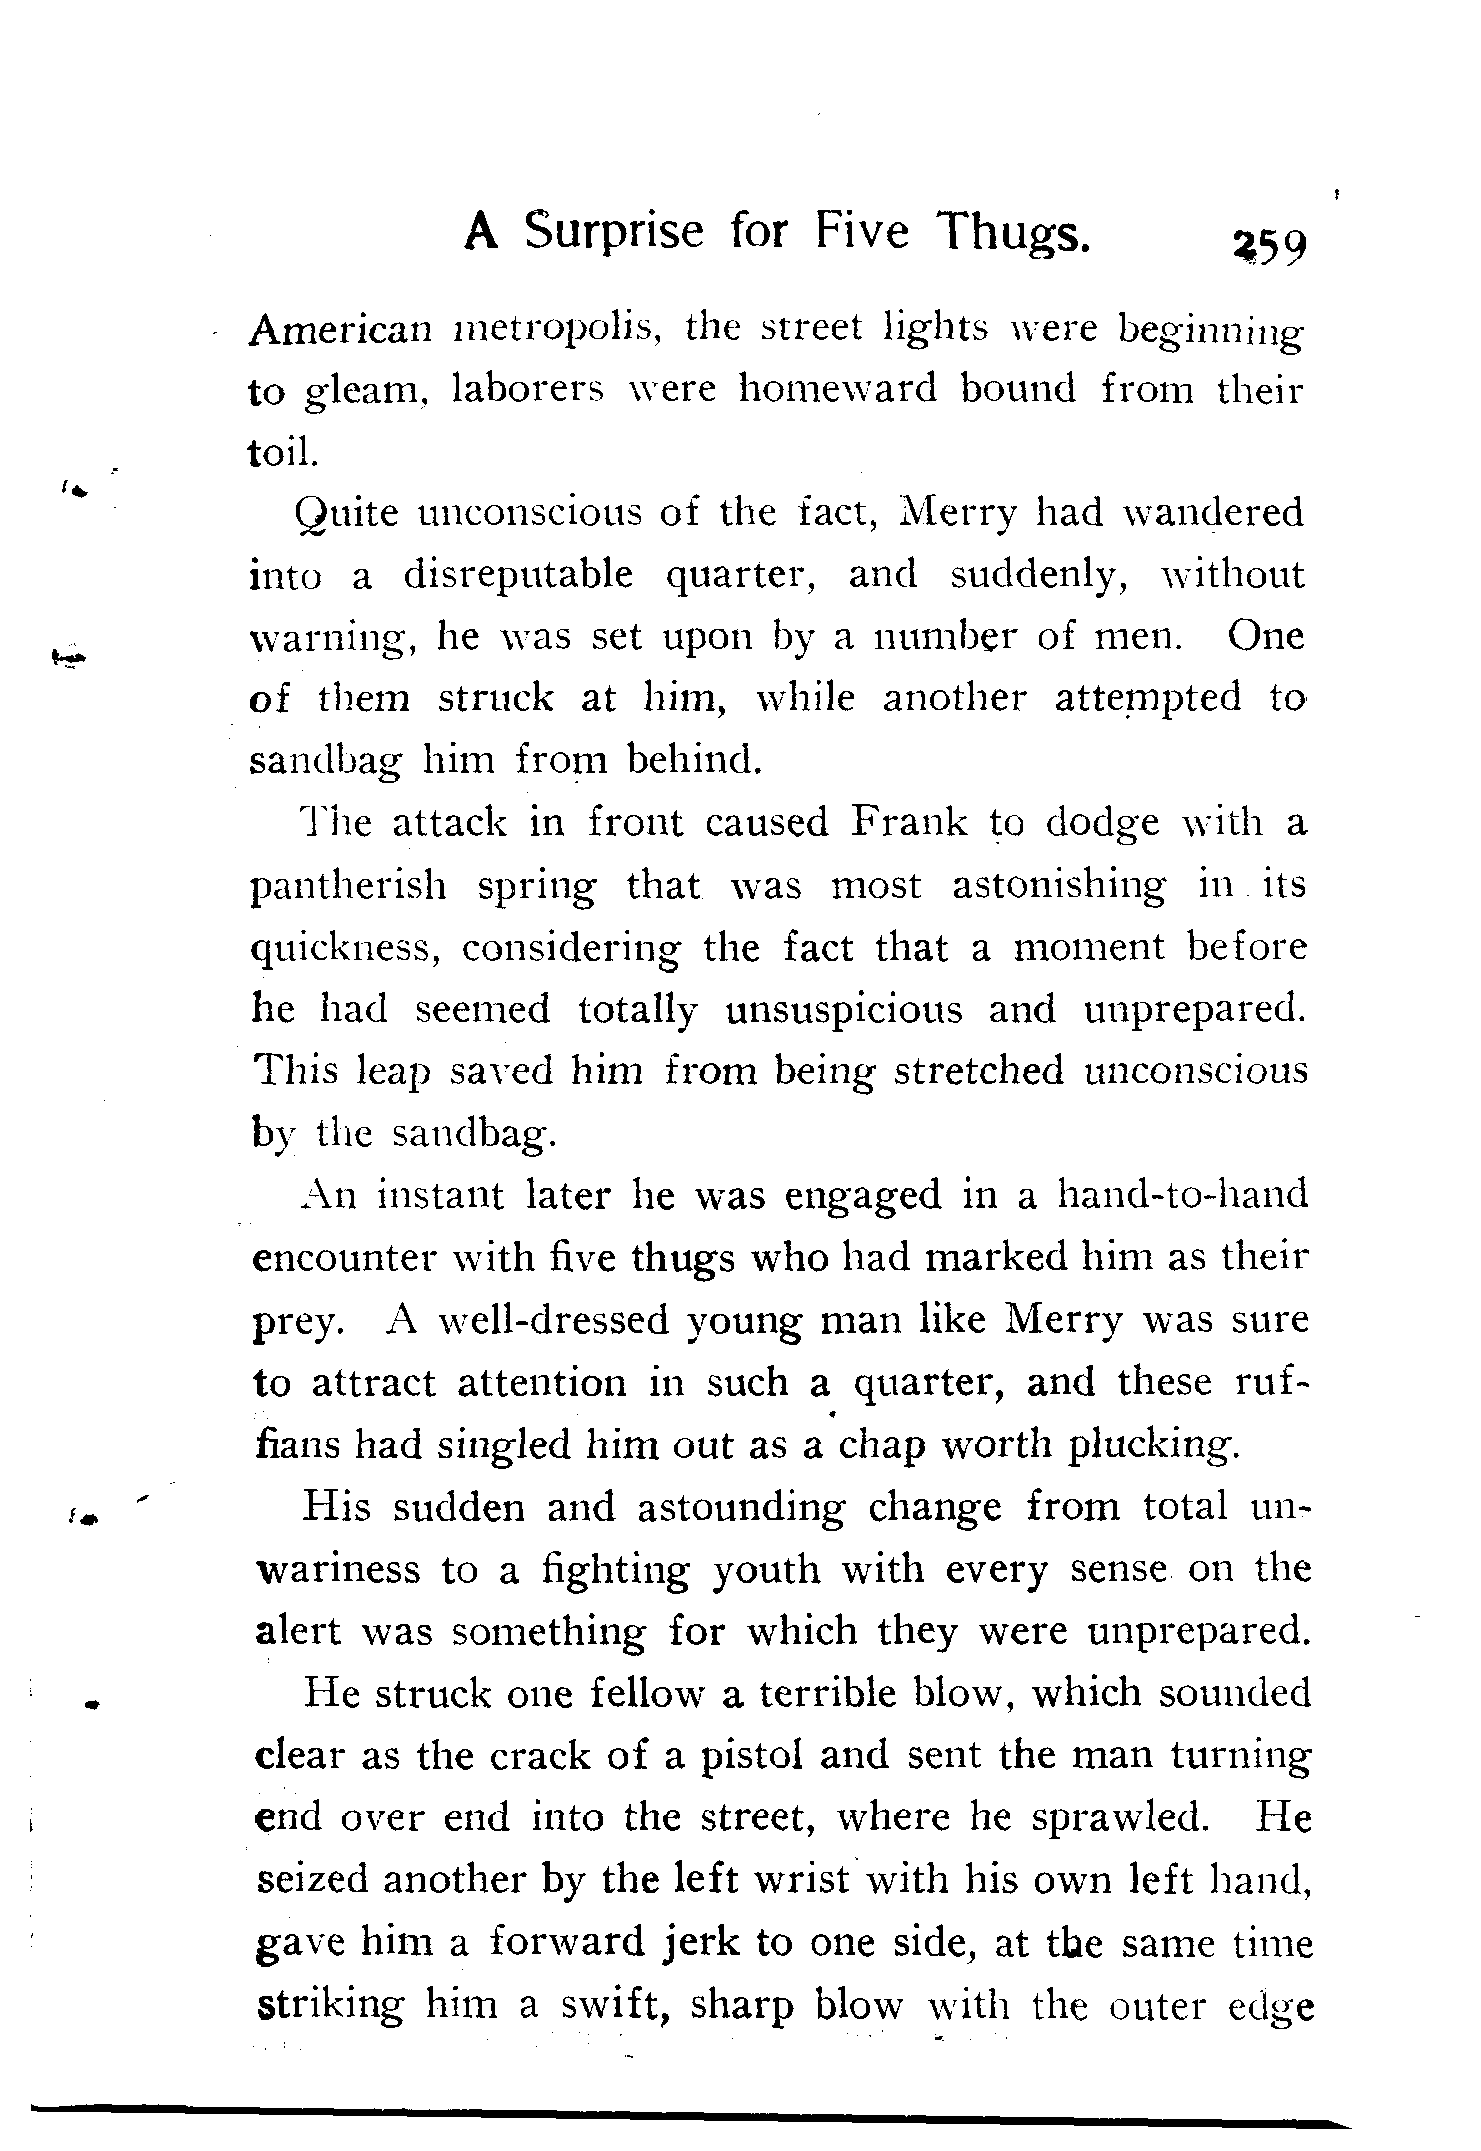 A Surprise for Five Thugs. 259
American metropolis, the street lights were beginning
to gleam, laborers were homeward bound from their
toil.
Quite unconscious of the fact, Merry had wandered
into a disreputable quarter, and suddenly, without
warning, he was set upon by a number of men. One
of them struck at him, while another attempted to
sandbag him from behind.
The attack in front caused Frank to dodge with a
pantherish spring that was most astonishing in its
quickness, considering the fact that a moment before
he had seemed totally unsuspicious and unprepared.
This leap saved him from being stretched unconscious
by the sandbag.
An instant later he was engaged in a hand-to-hand
encounter with five thugs who had marked him as their
prey. A well-dressed young man like Merry was sure
to attract attention in such a quarter, and these ruf-
fians had singled him out as a chap worth plucking.
His sudden and astounding change from total un-
wariness to a fighting youth with every sense on the
alert was something for which they were unprepared.
He struck one fellow a terrible blow, which sounded
clear as the crack of a pistol and sent the man turning
end over end into the street, where he sprawled. He
seized another by the left wrist with his own left hand,
gave him a forward jerk to one side, at the same time
striking him a swift, sharp blow with the outer edge